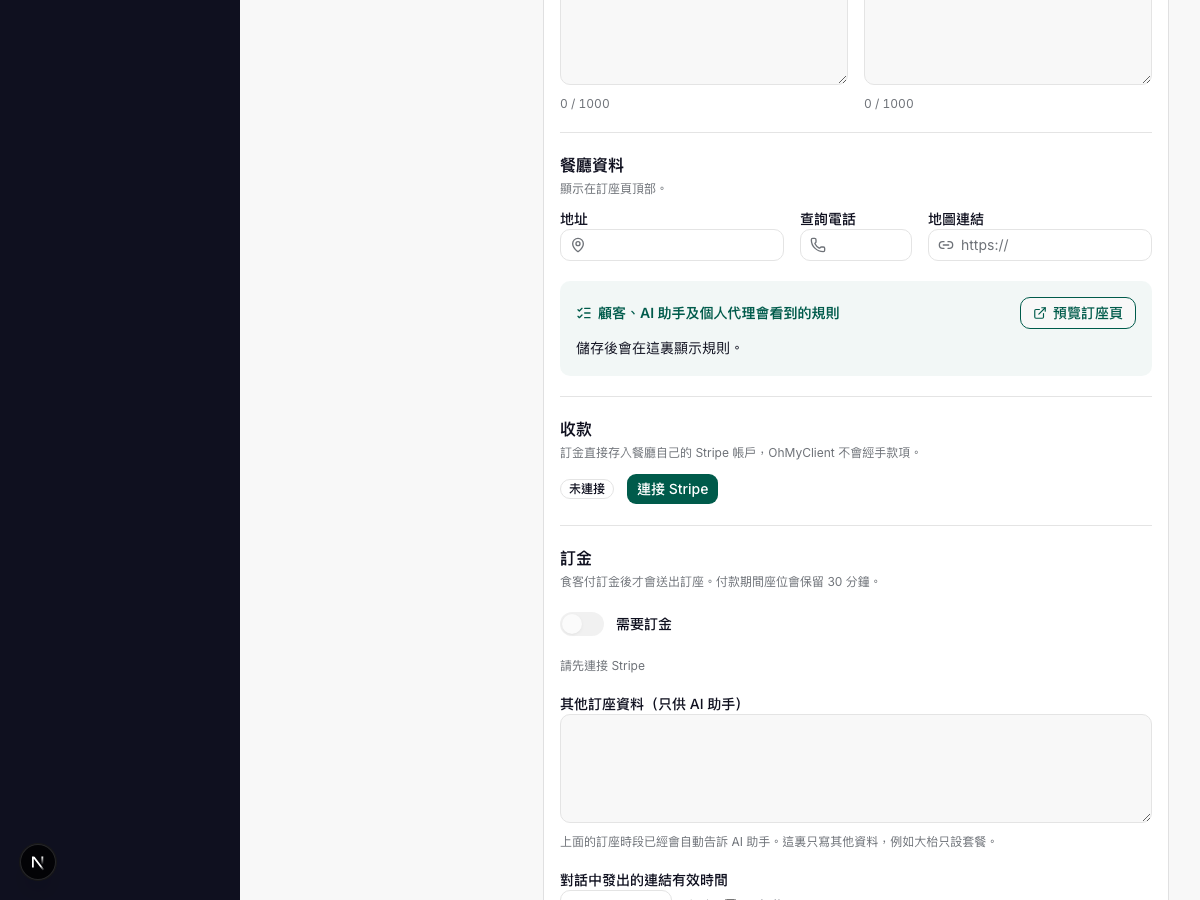 0 / 1000
0 / 1000
餐廳資料
顯示在訂座頁頂部。
地址
查詢電話
地圖連結
https://
顧客、AI 助手及個人代理會看到的規則
預覽訂座頁
儲存後會在這裏顯示規則。
收款
訂金直接存入餐廳自己的 Stripe 帳戶，OhMyClient 不會經手款項。
未連接
連接 Stripe
訂金
食客付訂金後才會送出訂座。付款期間座位會保留 30 分鐘。
需要訂金
請先連接 Stripe
其他訂座資料（只供 AI 助手）
上面的訂座時段已經會自動告訴 AI 助手。這裏只寫其他資料，例如大枱只設套餐。
對話中發出的連結有效時間
N